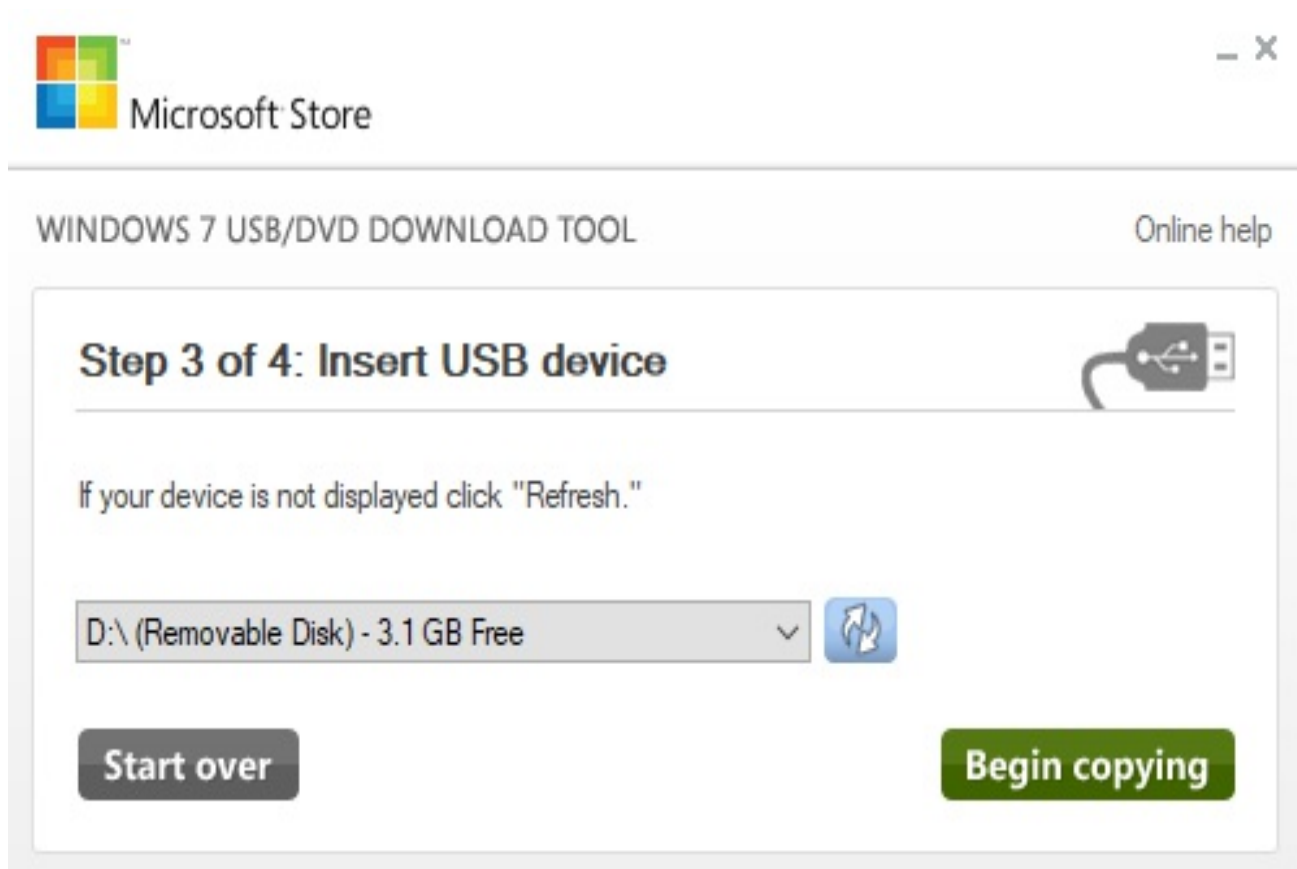 Microsoft Store
WINDOWS 7 USB/DVD DOWNLOAD TOOL
Online help
Step 3 of 4: Insert USB device
If your device is not displayed click "Refresh."
D:\ (Removable Disk) - 3.1 GB Free
Start over
Begin copying